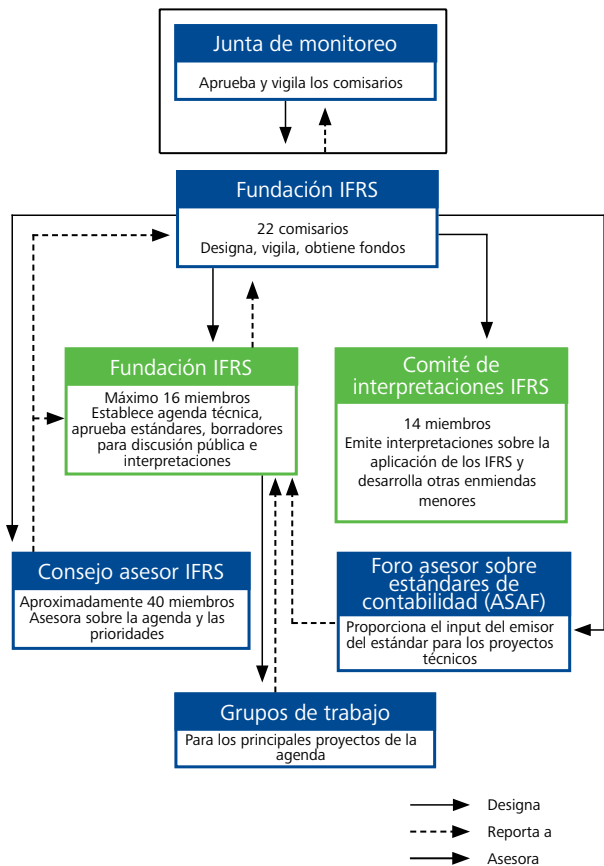 Junta de monitoreo
Aprueba y vigila los comisarios
Fundación IFRS
22 comisarios
Designa, vigila, obtiene fondos
Fundación IFRS
Máximo 16 miembros
Establece agenda técnica,
aprueba estándares, borradores
para discusión pública e
interpretaciones
Comité de
interpretaciones IFRS
14 miembros
Emite interpretaciones sobre la
aplicación de los IFRS y
desarrolla otras enmiendas
menores
Consejo asesor IFRS
Aproximadamente 40 miembros
Asesora sobre la agenda y las
prioridades
Foro asesor sobre
estándares de
contabilidad (ASAF)
Proporciona el input del emisor
del estándar para los proyectos
técnicos
Grupos de trabajo
Para los principales proyectos de la
agenda
Designa
Reporta a
Asesora